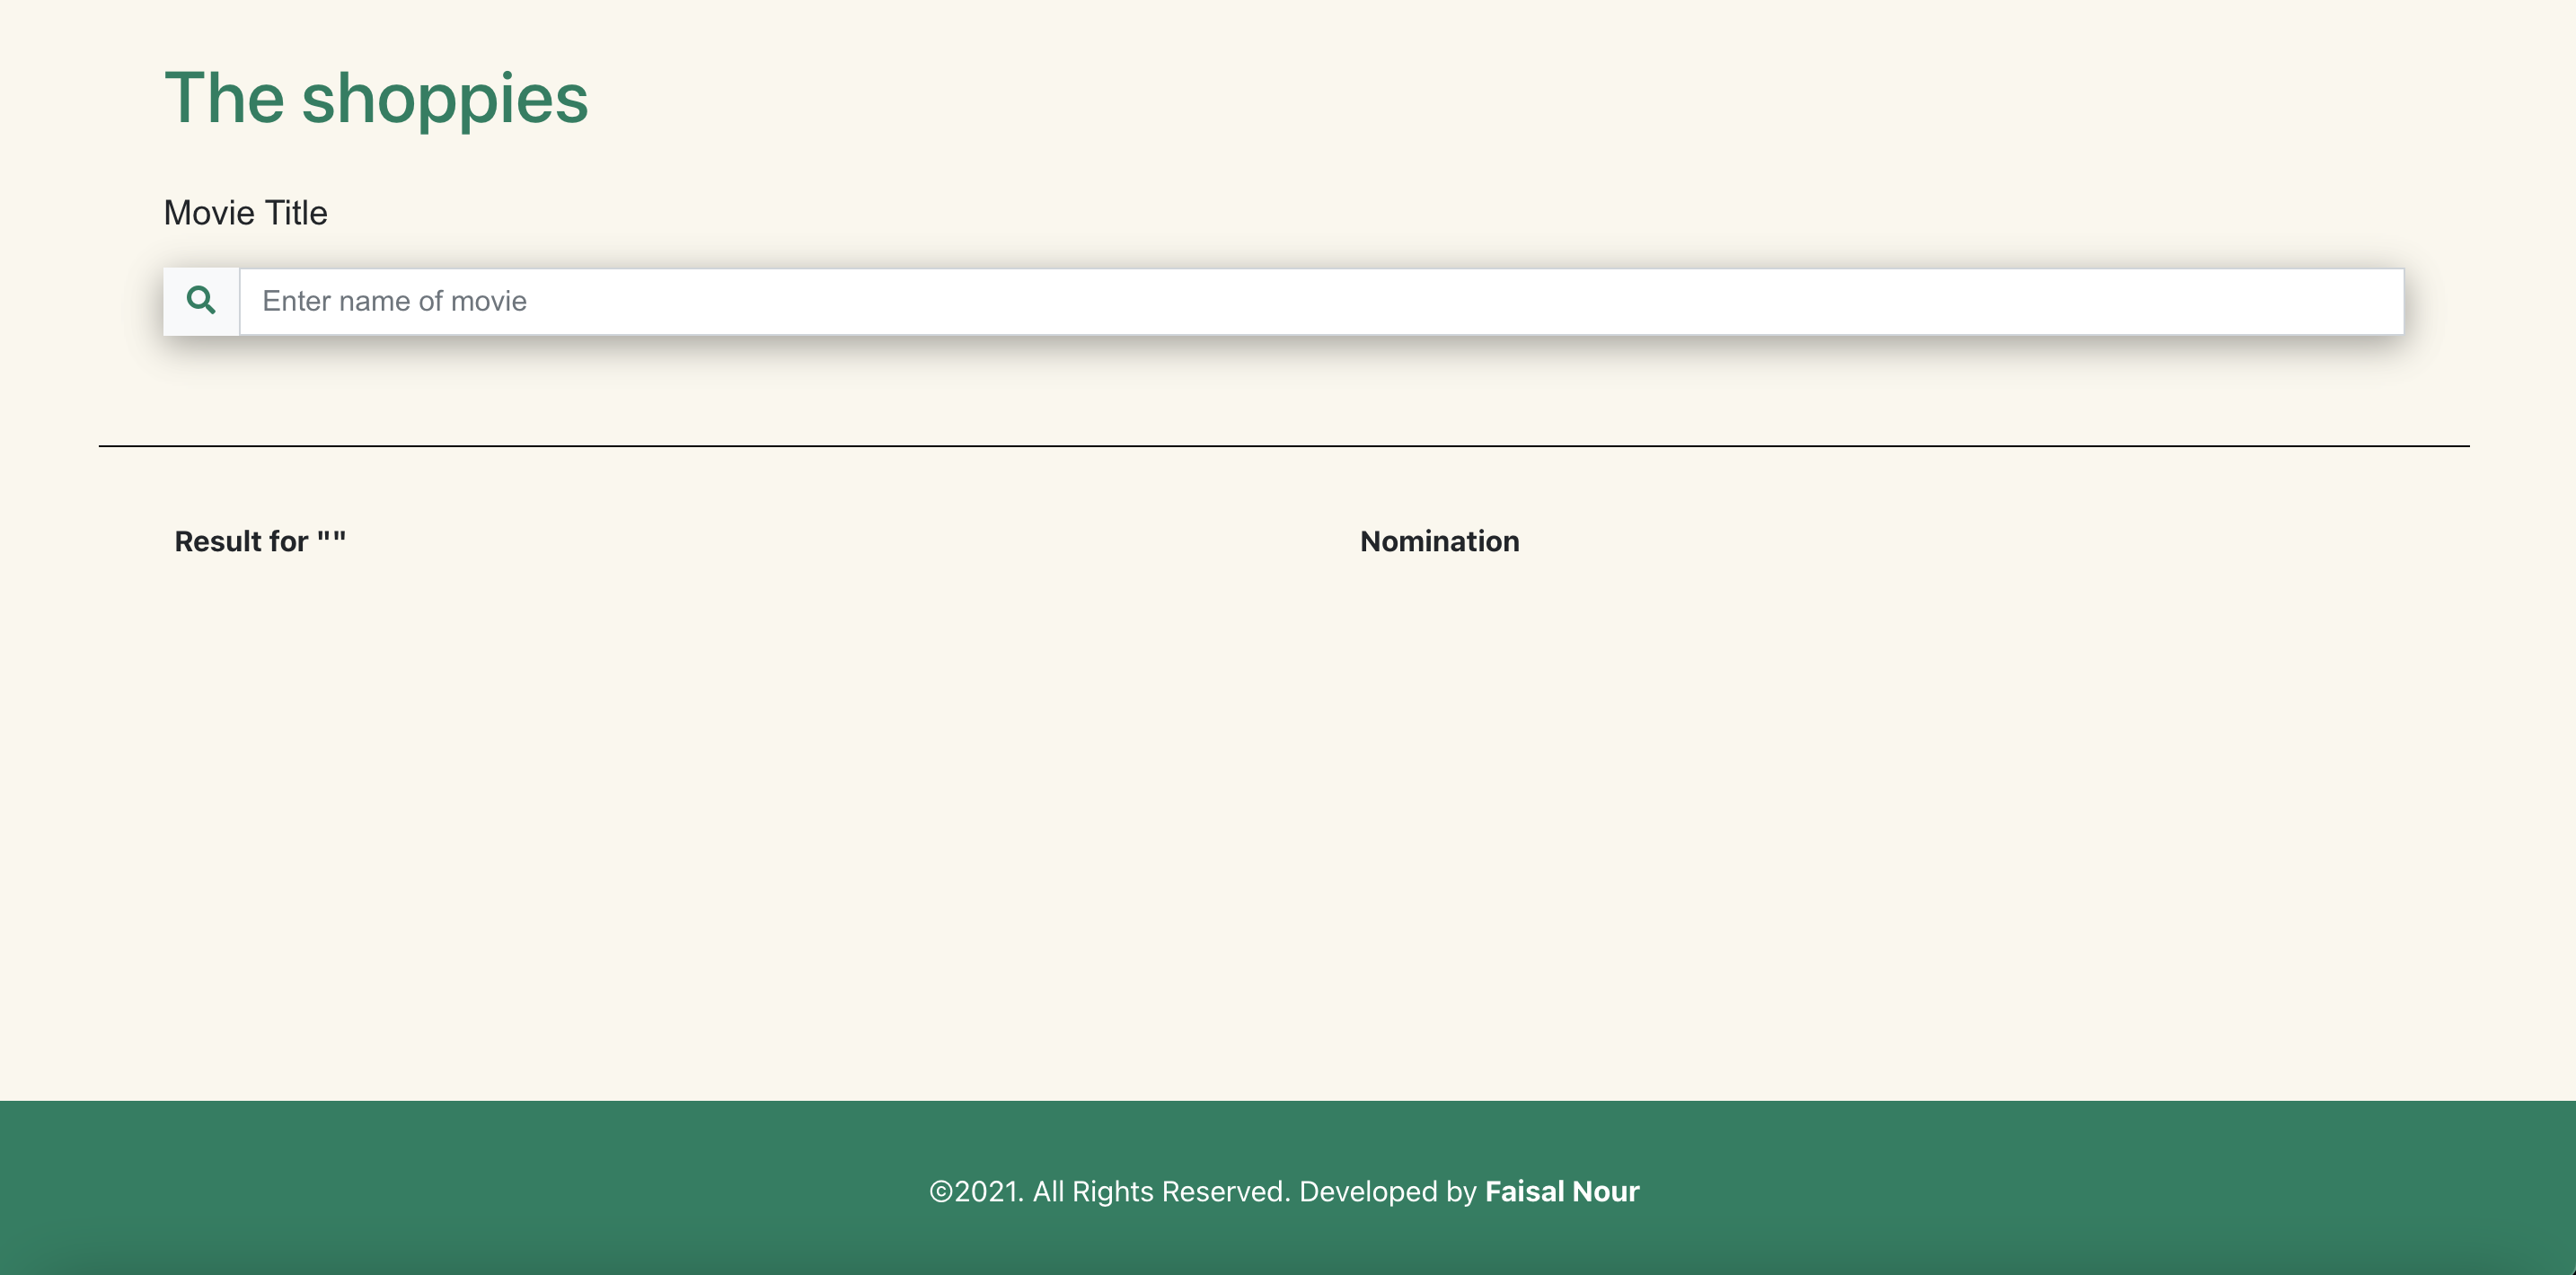 The shoppies
Movie Title
Enter name of movie
Result for ""
Nomination
©2021. All Rights Reserved. Developed by Faisal Nour